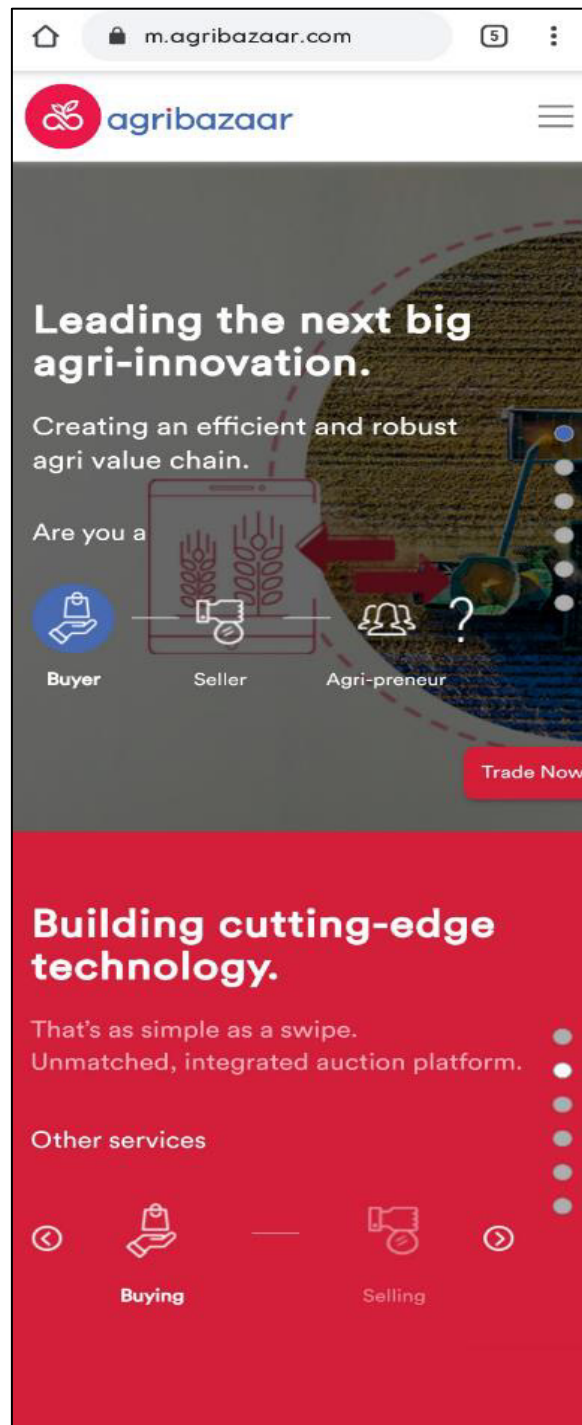 m.agribazaar.com
5
agribazaar
Leading the next big
agri-innovation.
Creating an efficient and robust
agri value chain.
Are you a
?
Buyer
Seller
Agri-preneur
Trade Now
Building cutting-edge
technology.
That's as simple as a swipe.
Unmatched, integrated auction platform.
Other services
Buying
Selling